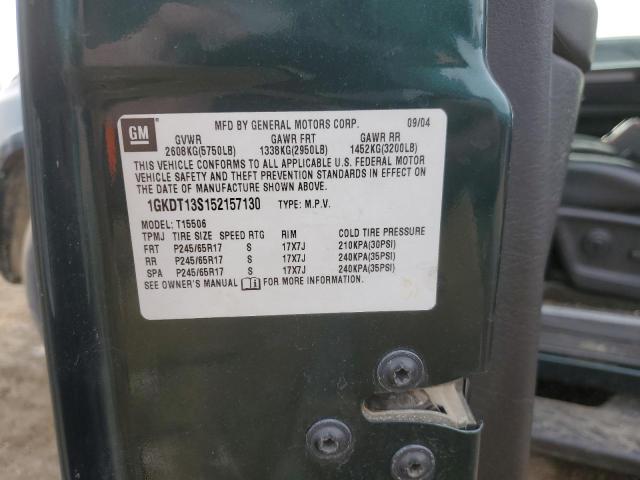 GM
MFD BY GENERAL MOTORS CORP. 09/04
GVWR GAWR FRT GAWR RR
2608KG(5750LB) 1338KG(2950LB) 1452KG(3200LB)
THIS VEHICLE CONFORMS TO ALL APPLICABLE U.S. FEDERAL MOTOR
VEHICLE SAFETY AND THEFT PREVENTION STANDARDS IN EFFECT ON
THE DATE OF MANUFACTURE SHOWN ABOVE.
1GKDT13S152157130 TYPE: M.P.V.
MODEL: T15506
TPMJ TIRE SIZE SPEED RTG RIM COLD TIRE PRESSURE
FRT P245/65R17 S 17X7J 210KPA(30PSI)
RR P245/65R17 S 17X7J 240KPA(35PSI)
SPA P245/65R17 S 17X7J 240KPA(35PSI)
SEE OWNER'S MANUAL FOR MORE INFORMATION.